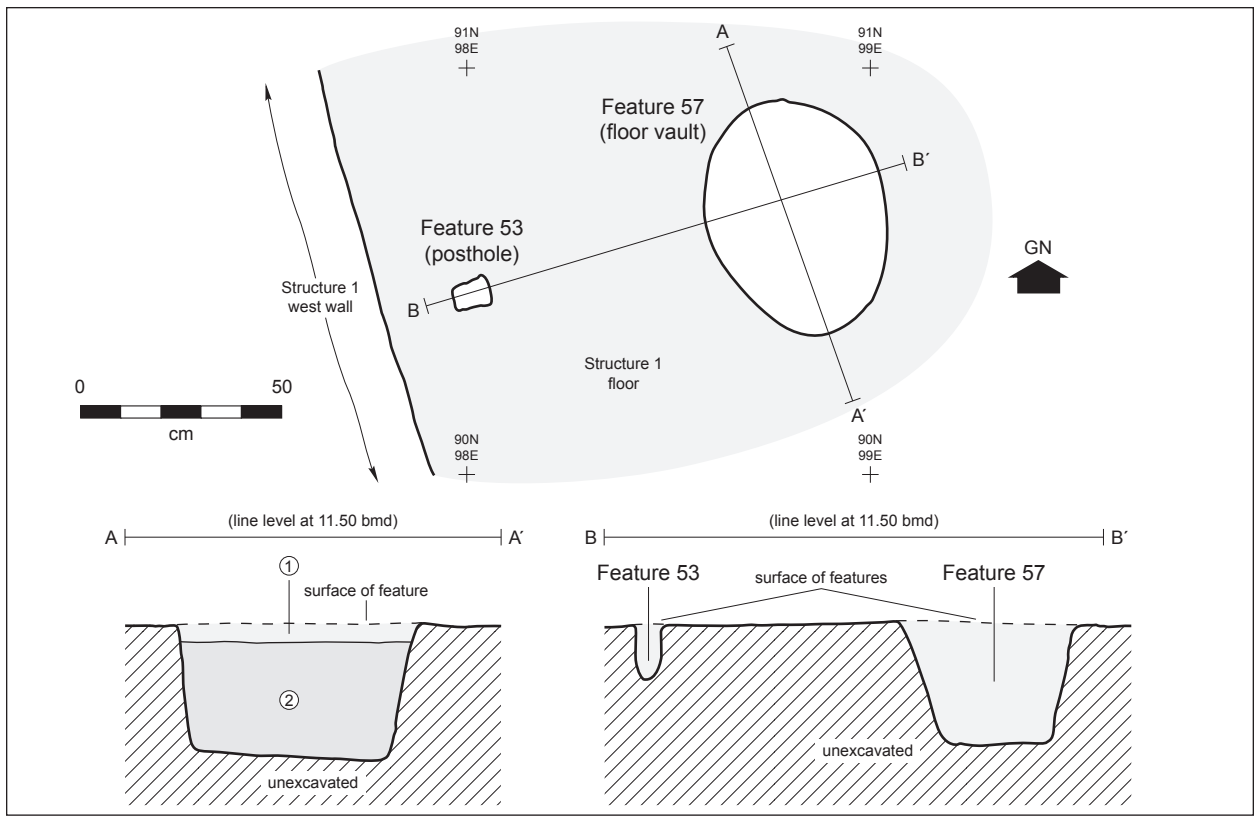 91N
98E
A
91N
99E
Feature 57
(floor vault)
B´
Feature 53
(posthole)
GN
Structure 1
west wall
B
Structure 1
floor
0 50
cm
A´
90N
98E
90N
99E
(line level at 11.50 bmd)
A A´
1
surface of feature
2
unexcavated
(line level at 11.50 bmd)
B B´
Feature 53
surface of features
Feature 57
unexcavated